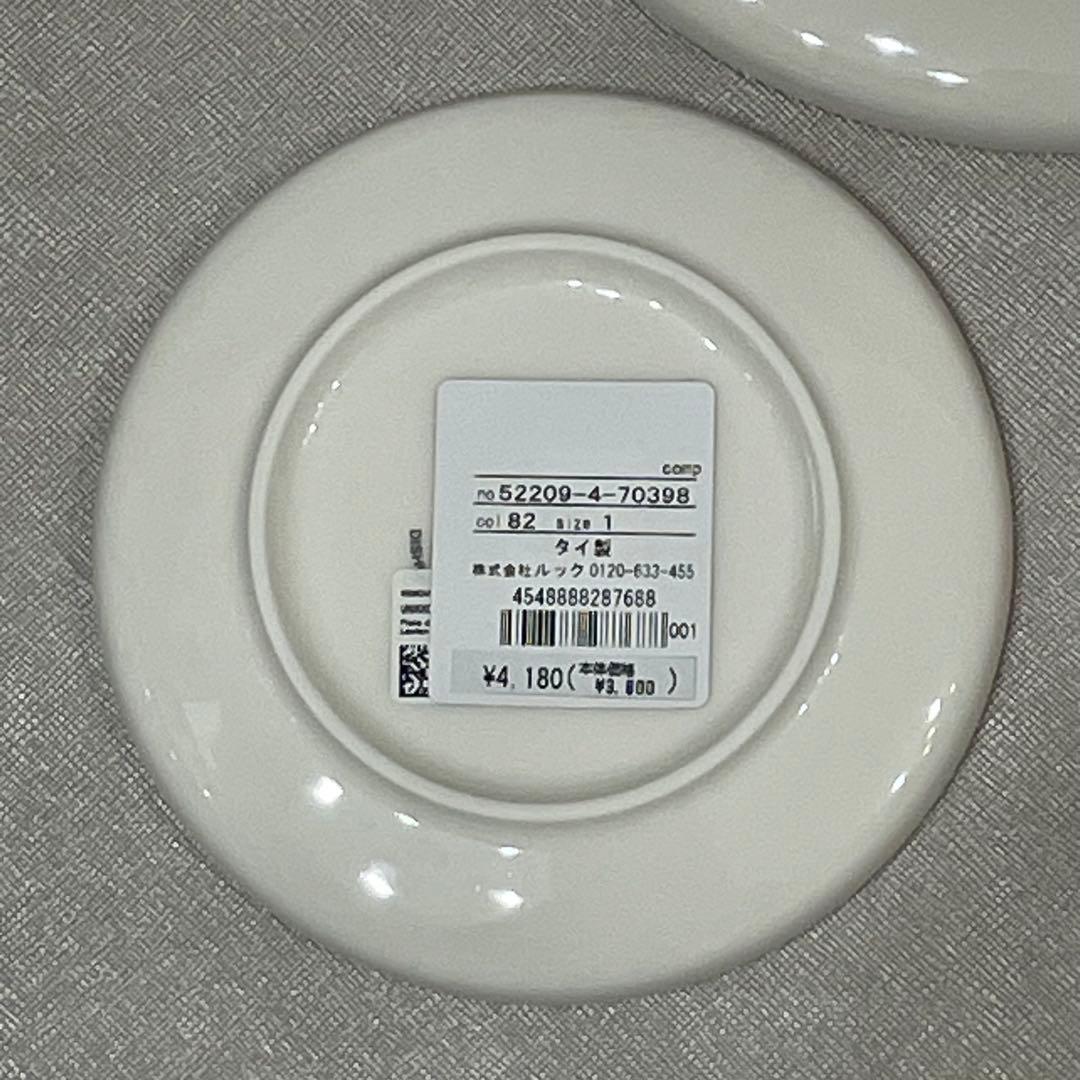 comp
no 52209-4-70398
col 82 size 1
タイ製
株式会社ルック 0120-633-455
4548888287688
001
¥4,180(本体価格
¥3,800)